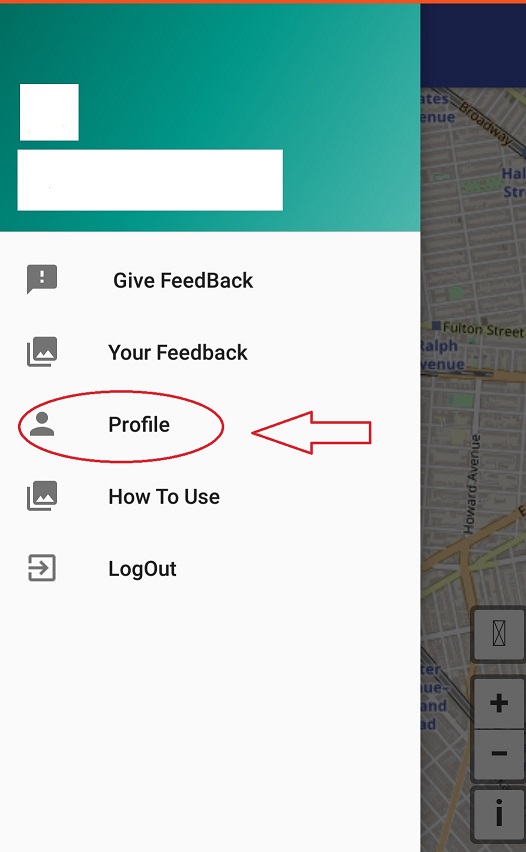 Give FeedBack
Your Feedback
Profile
How To Use
LogOut
ates
enue
Broadway
Hal
Str
Fulton Street
Ralph
venue
Howard Avenue
E
ter
ue-
and
ad
+
−
i